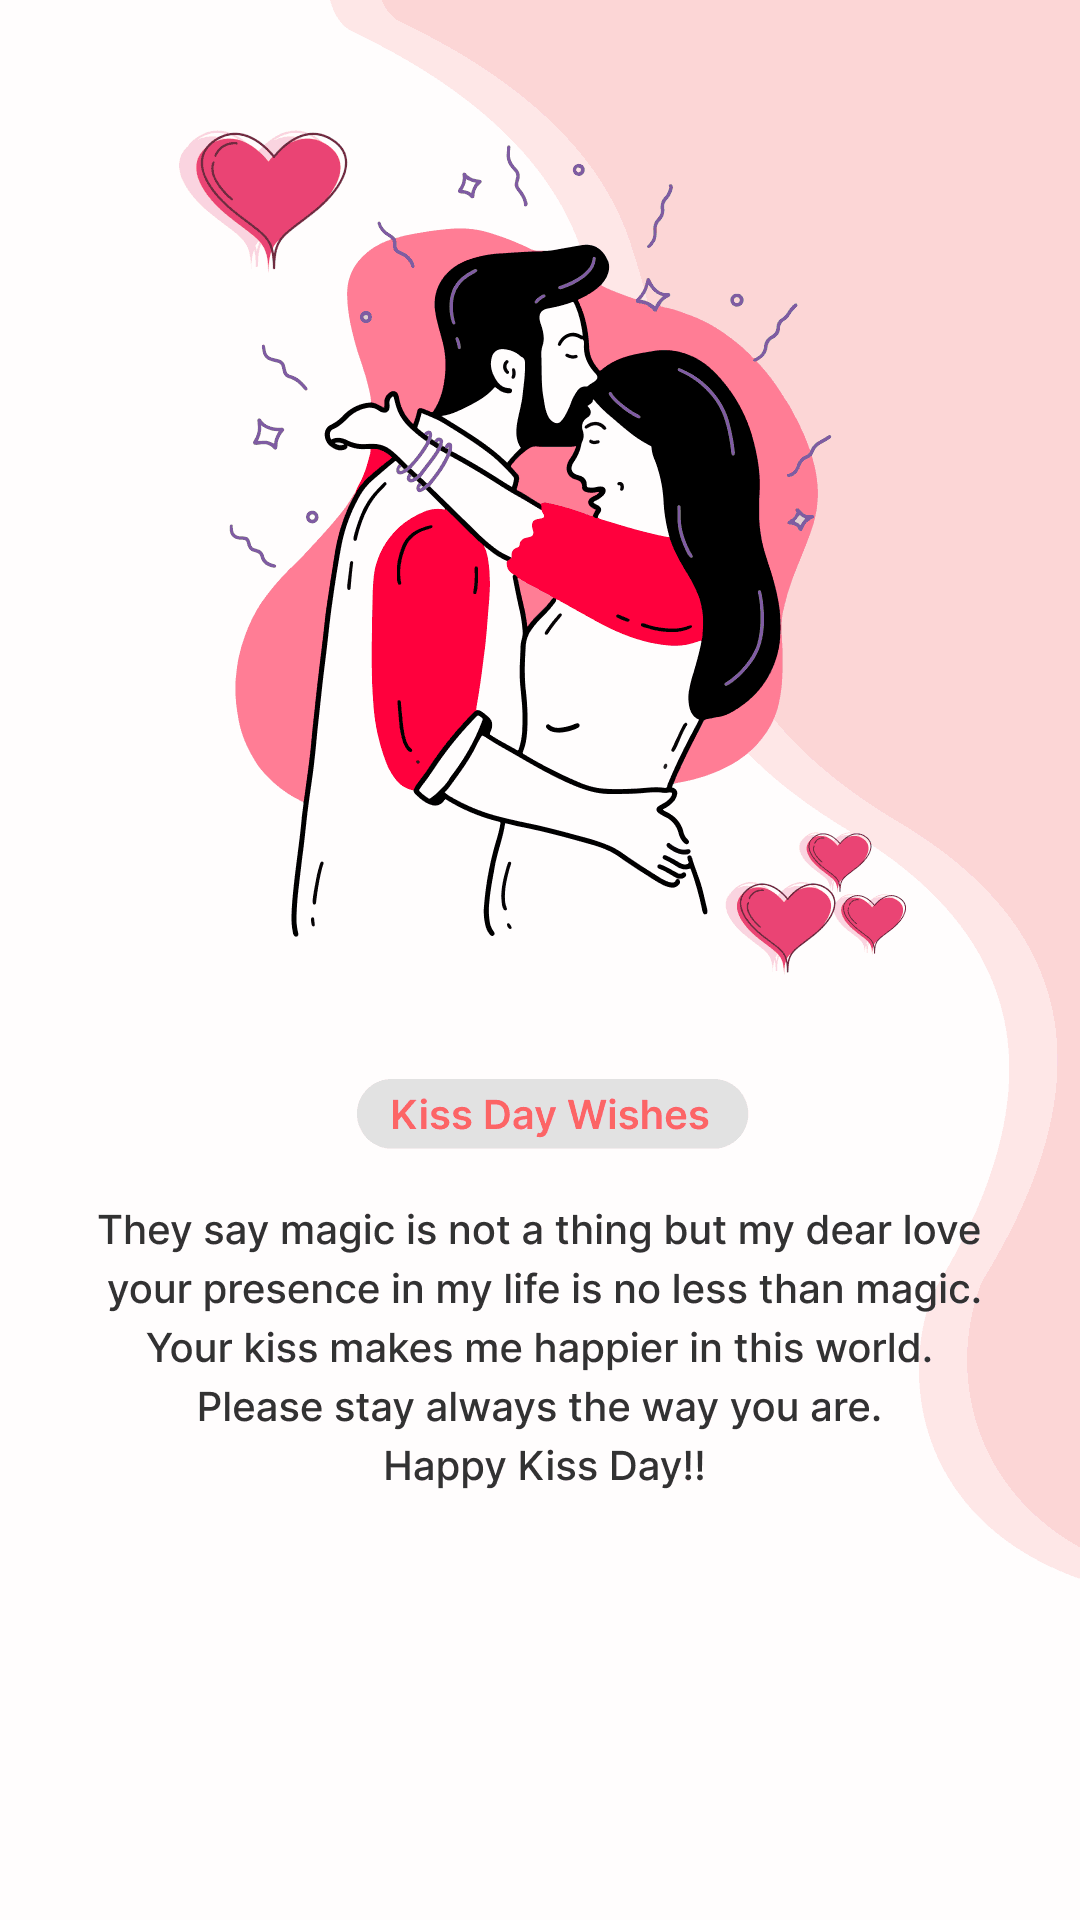 Kiss Day Wishes
They say magic is not a thing but my dear love
your presence in my life is no less than magic.
Your kiss makes me happier in this world.
Please stay always the way you are.
Happy Kiss Day!!